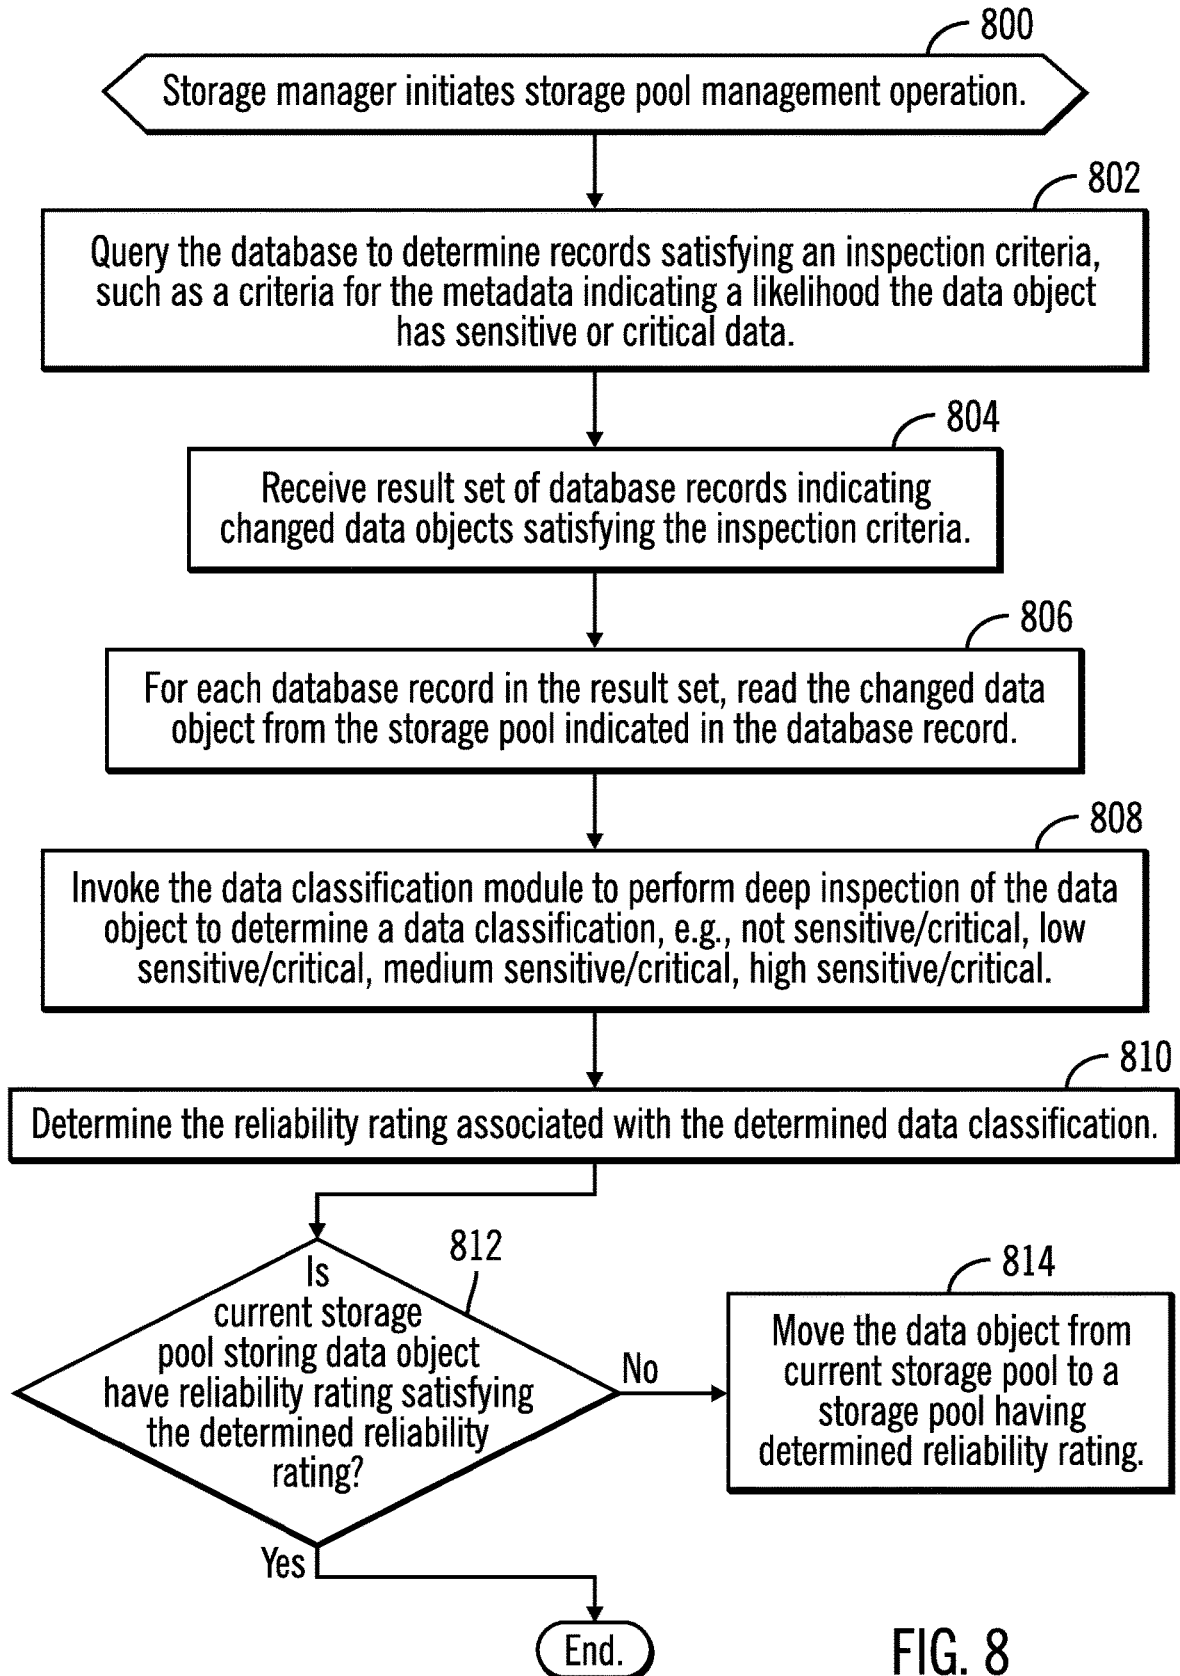 800
Storage manager initiates storage pool management operation.
802
Query the database to determine records satisfying an inspection criteria,
such as a criteria for the metadata indicating a likelihood the data object
has sensitive or critical data.
804
Receive result set of database records indicating
changed data objects satisfying the inspection criteria.
806
For each database record in the result set, read the changed data
object from the storage pool indicated in the database record.
808
Invoke the data classification module to perform deep inspection of the data
object to determine a data classification, e.g., not sensitive/critical, low
sensitive/critical, medium sensitive/critical, high sensitive/critical.
810
Determine the reliability rating associated with the determined data classification.
812
Is
current storage
pool storing data object
have reliability rating satisfying
the determined reliability
rating?
No
814
Move the data object from
current storage pool to a
storage pool having
determined reliability rating.
Yes
End.
FIG. 8